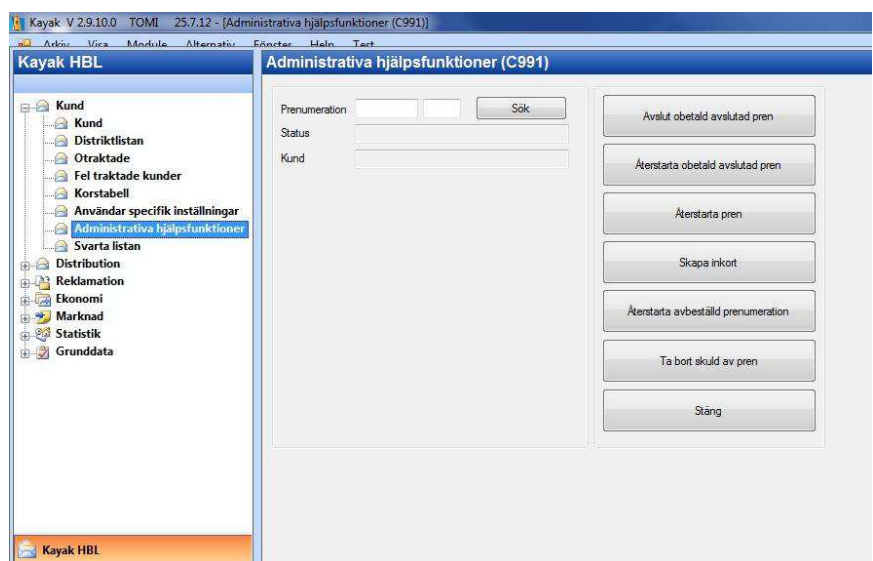 Kayak V 2.9.10.0 TOMI 25.7.12 - [Administrativa hjälpsfunktioner (C991)]
Arkiv Visa Module Alternativ Fönster Help Test
Kayak HBL
Administrativa hjälpsfunktioner (C991)
Kund
Kund
Distriktlistan
Otraktade
Fel traktade kunder
Korstabell
Användar specifik inställningar
Administrativa hjälpsfunktioner
Svarta listan
Distribution
Reklamation
Ekonomi
Marknad
Statistik
Grunddata
Prenumeration
Sök
Status
Kund
Avslut obetald avslutad pren
Återstarta obetald avslutad pren
Återstarta pren
Skapa inkort
Återstarta avbeställd prenumeration
Ta bort skuld av pren
Stäng
Kayak HBL